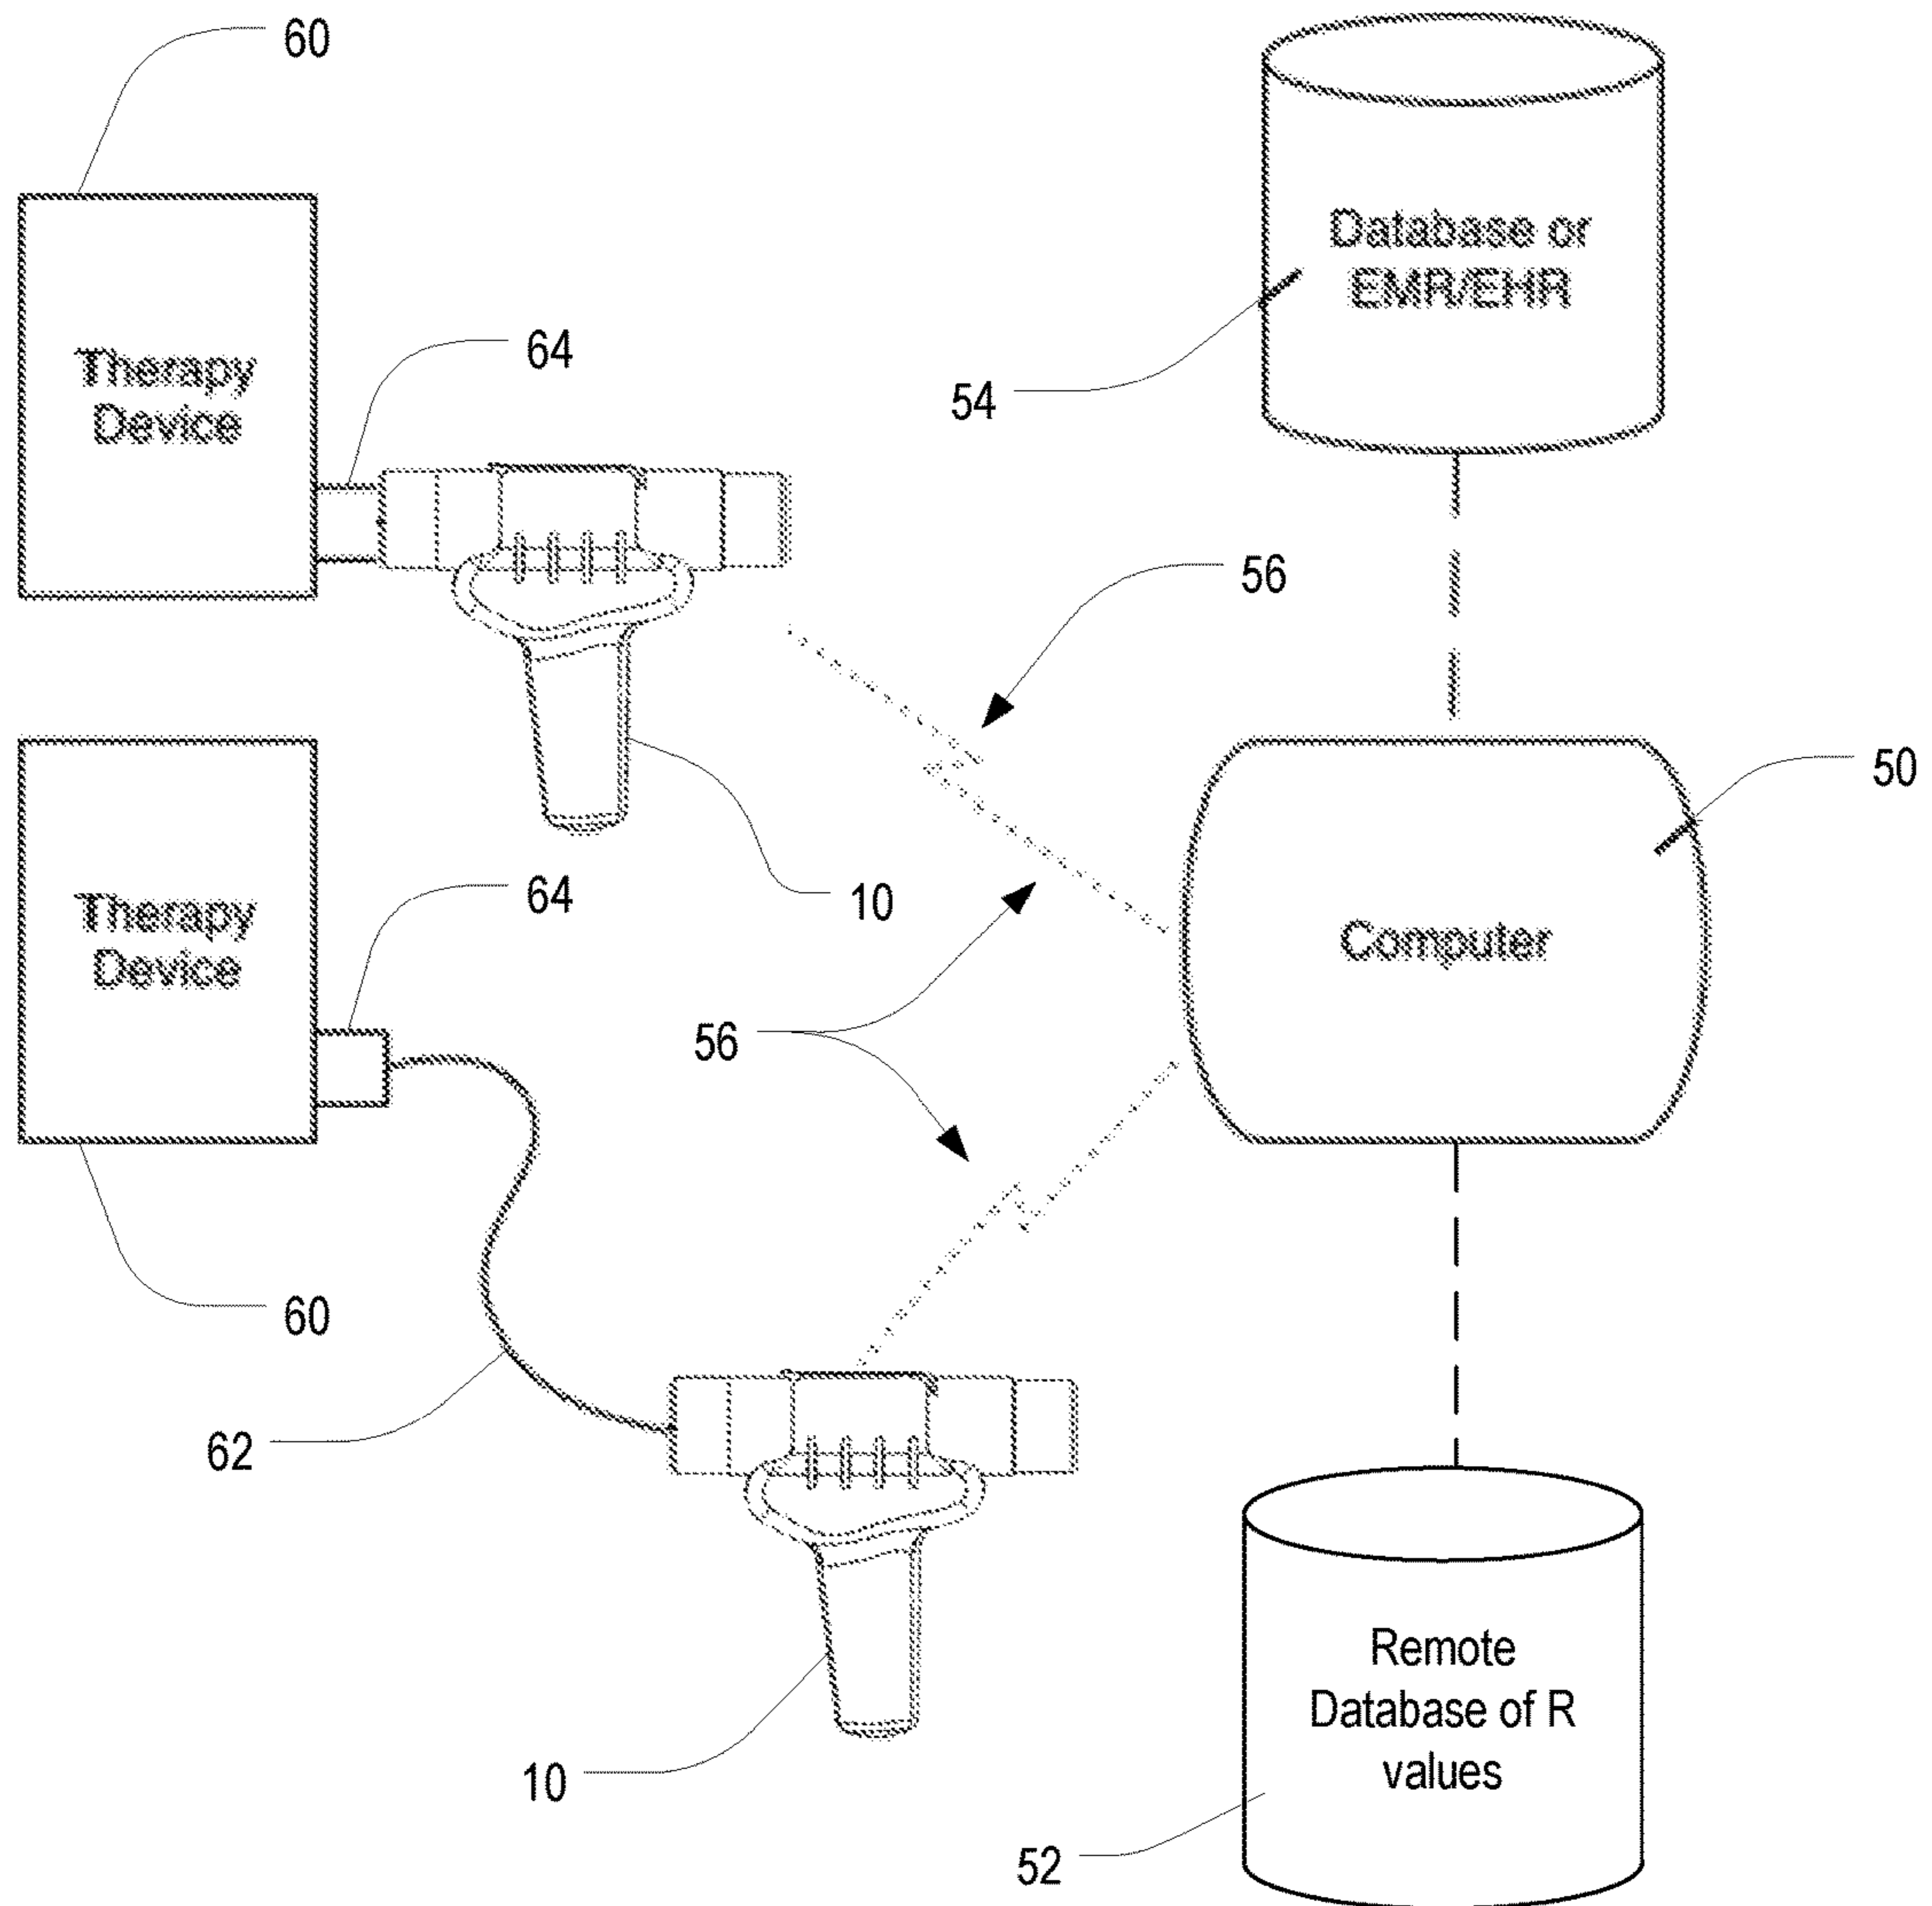 60
Database or
EMR/EHR
64
Therapy
Device
54
56
50
10
64
Therapy
Device
Computer
56
60
62
Remote
Database of R
values
10
52